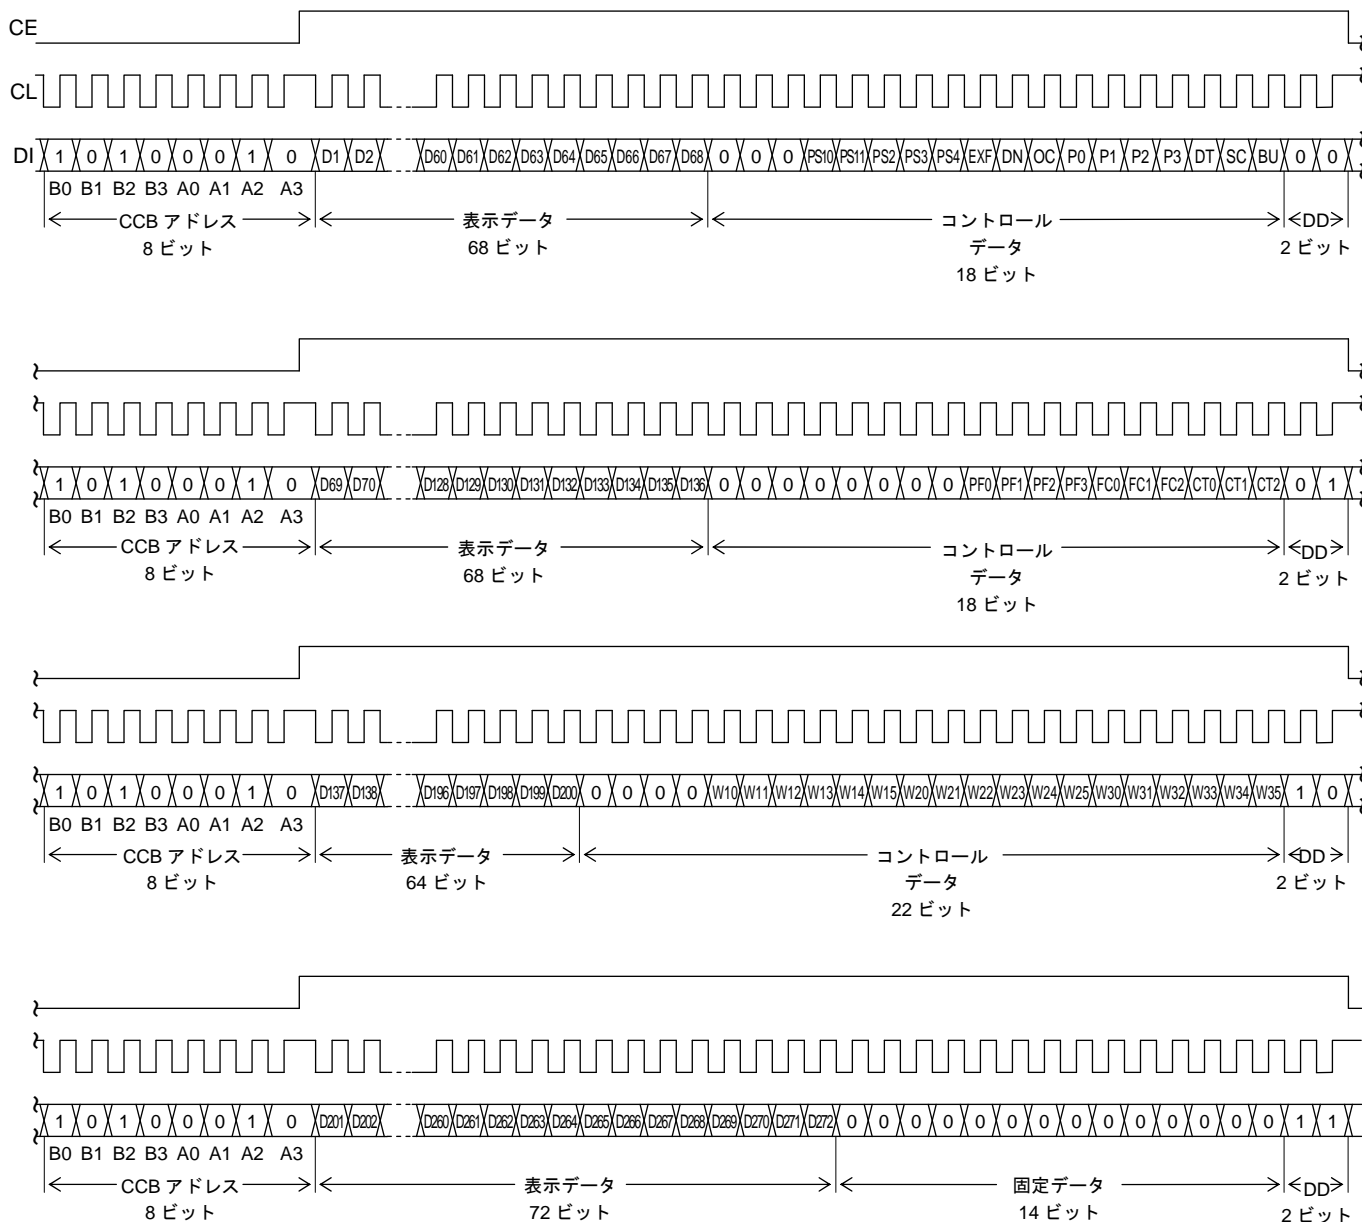 CE
CL
DI 1 0 1 0 0 0 1 0 D1 D2 D60 D61 D62 D63 D64 D65 D66 D67 D68 0 0 0 PS10 PS11 PS2 PS3 PS4 EXF DN OC P0 P1 P2 P3 DT SC BU 0 0
B0 B1 B2 B3 A0 A1 A2 A3
CCB アドレス 表示データ コントロール DD
8 ビット 68 ビット データ 2 ビット
18 ビット
1 0 1 0 0 0 1 0 D69 D70 D128 D129 D130 D131 D132 D133 D134 D135 D136 0 0 0 0 0 0 0 0 PF0 PF1 PF2 PF3 FC0 FC1 FC2 CT0 CT1 CT2 0 1
B0 B1 B2 B3 A0 A1 A2 A3
CCB アドレス 表示データ コントロール DD
8 ビット 68 ビット データ 2 ビット
18 ビット
1 0 1 0 0 0 1 0 D137 D138 D196 D197 D198 D199 D200 0 0 0 0 W10 W11 W12 W13 W14 W15 W20 W21 W22 W23 W24 W25 W30 W31 W32 W33 W34 W35 1 0
B0 B1 B2 B3 A0 A1 A2 A3
CCB アドレス 表示データ コントロール DD
8 ビット 64 ビット データ 2 ビット
22 ビット
1 0 1 0 0 0 1 0 D201 D202 D260 D261 D262 D263 D264 D265 D266 D267 D268 D269 D270 D271 D272 0 0 0 0 0 0 0 0 0 0 0 0 0 0 1 1
B0 B1 B2 B3 A0 A1 A2 A3
CCB アドレス 表示データ 固定データ DD
8 ビット 72 ビット 14 ビット 2 ビット